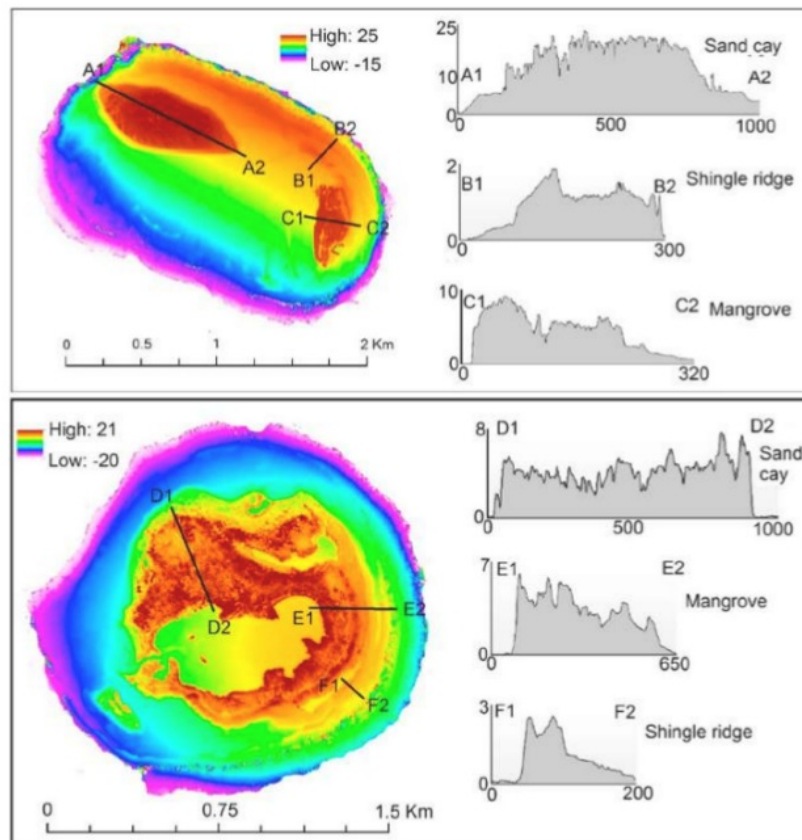 High: 25
Low: -15
A1
A2
B2
B1
C1
C2
0
0.5
1
2 Km
25
10
0
A1
Sand cay
A2
0
500
1000
2
0
B1
B2
Shingle ridge
0
300
10
0
C1
C2
Mangrove
0
320
High: 21
Low: -20
D1
D2
E1
E2
F1
F2
0
0.75
1.5 Km
8
0
D1
D2
Sand
cay
0
500
1000
7
0
E1
E2
Mangrove
0
650
3
0
F1
F2
Shingle ridge
0
200